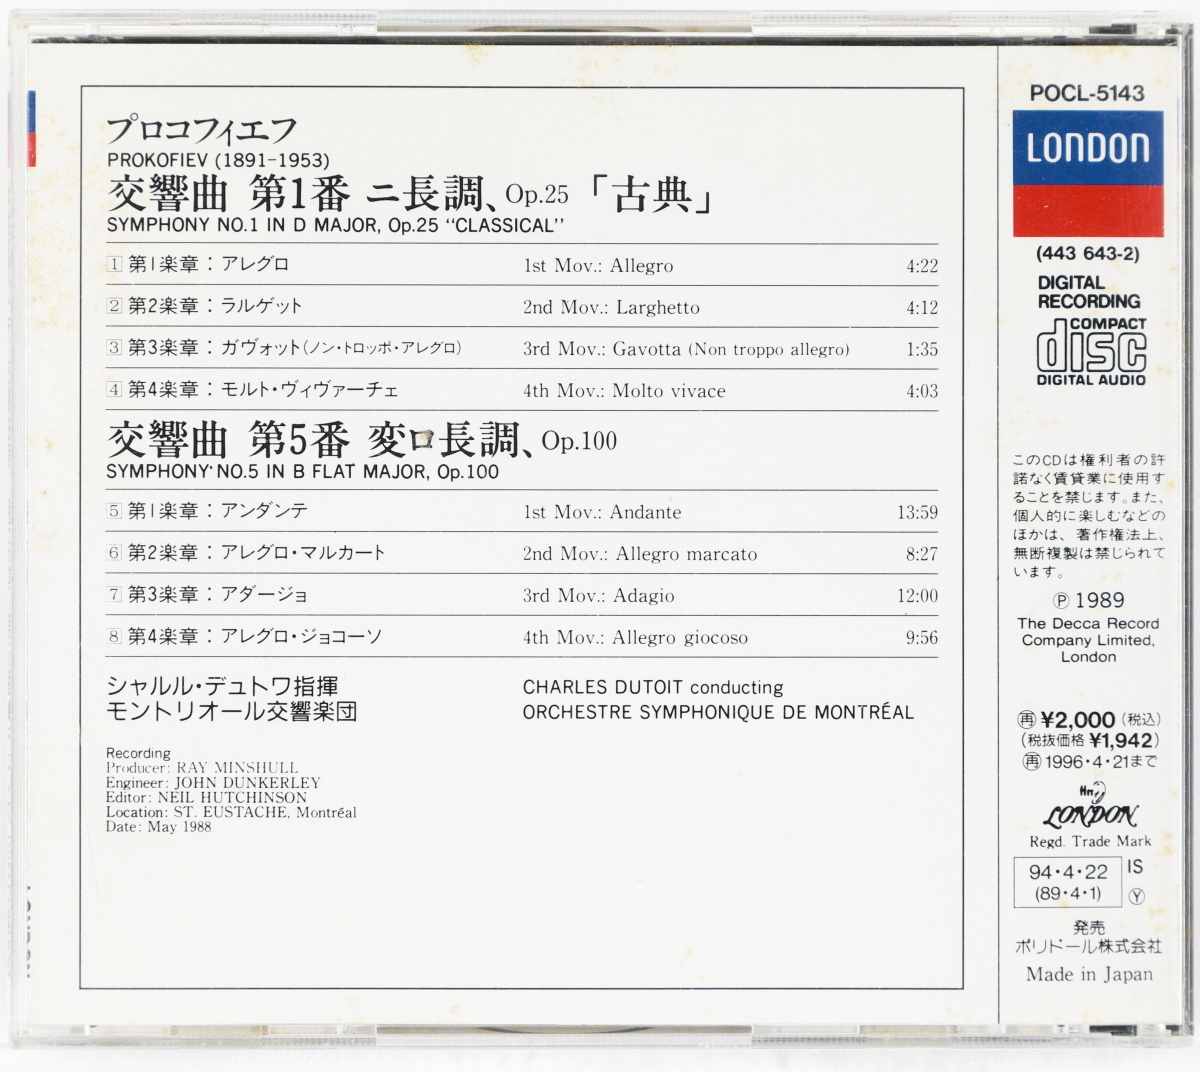 プロコフィエフ
PROKOFIEV (1891-1953)
交響曲 第1番 ニ長調、Op.25「古典」
SYMPHONY NO.1 IN D MAJOR, Op.25 "CLASSICAL"
1 第1楽章：アレグロ 1st Mov.: Allegro 4:22
2 第2楽章：ラルゲット 2nd Mov.: Larghetto 4:12
3 第3楽章：ガヴォット(ノン・トロッポ・アレグロ) 3rd Mov.: Gavotta (Non troppo allegro) 1:35
4 第4楽章：モルト・ヴィヴァーチェ 4th Mov.: Molto vivace 4:03
交響曲 第5番 変ロ長調、Op.100
SYMPHONY NO.5 IN B FLAT MAJOR, Op.100
5 第1楽章：アンダンテ 1st Mov.: Andante 13:59
6 第2楽章：アレグロ・マルカート 2nd Mov.: Allegro marcato 8:27
7 第3楽章：アダージョ 3rd Mov.: Adagio 12:00
8 第4楽章：アレグロ・ジョコーソ 4th Mov.: Allegro giocoso 9:56
シャルル・デュトワ指揮 CHARLES DUTOIT conducting
モントリオール交響楽団 ORCHESTRE SYMPHONIQUE DE MONTRÉAL
Recording
Producer: RAY MINSHULL
Engineer: JOHN DUNKERLEY
Editor: NEIL HUTCHINSON
Location: ST. EUSTACHE, Montréal
Date: May 1988
POCL-5143
LONDON
(443 643-2)
DIGITAL
RECORDING
COMPACT
disc
DIGITAL AUDIO
このCDは権利者の許
諾なく賃貸業に使用す
ることを禁じます。また、
個人的に楽しむなどの
ほかは、著作権法上、
無断複製は禁じられて
います。
Ⓟ 1989
The Decca Record
Company Limited,
London
再 ¥2,000 (税込)
(税抜価格 ¥1,942)
再 1996・4・21まで
LONDON
Regd. Trade Mark
94・4・22 IS
(89・4・1) Ⓨ
発売
ポリドール株式会社
Made in Japan